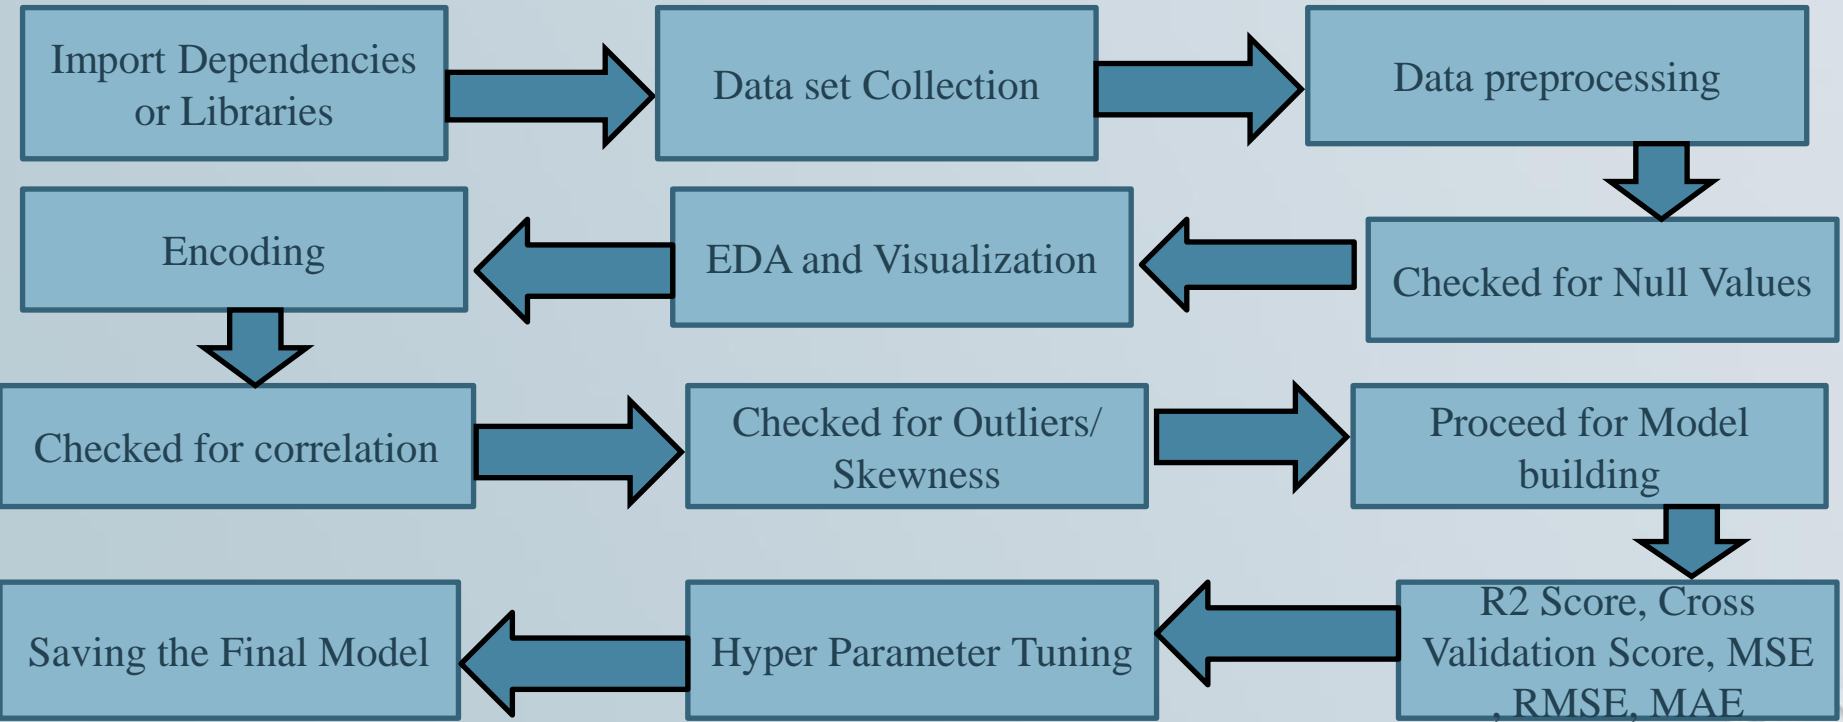 Import Dependencies
or Libraries
Data set Collection
Data preprocessing
Checked for Null Values
EDA and Visualization
Encoding
Checked for correlation
Checked for Outliers/
Skewness
Proceed for Model
building
R2 Score, Cross
Validation Score, MSE
, RMSE, MAE
Hyper Parameter Tuning
Saving the Final Model